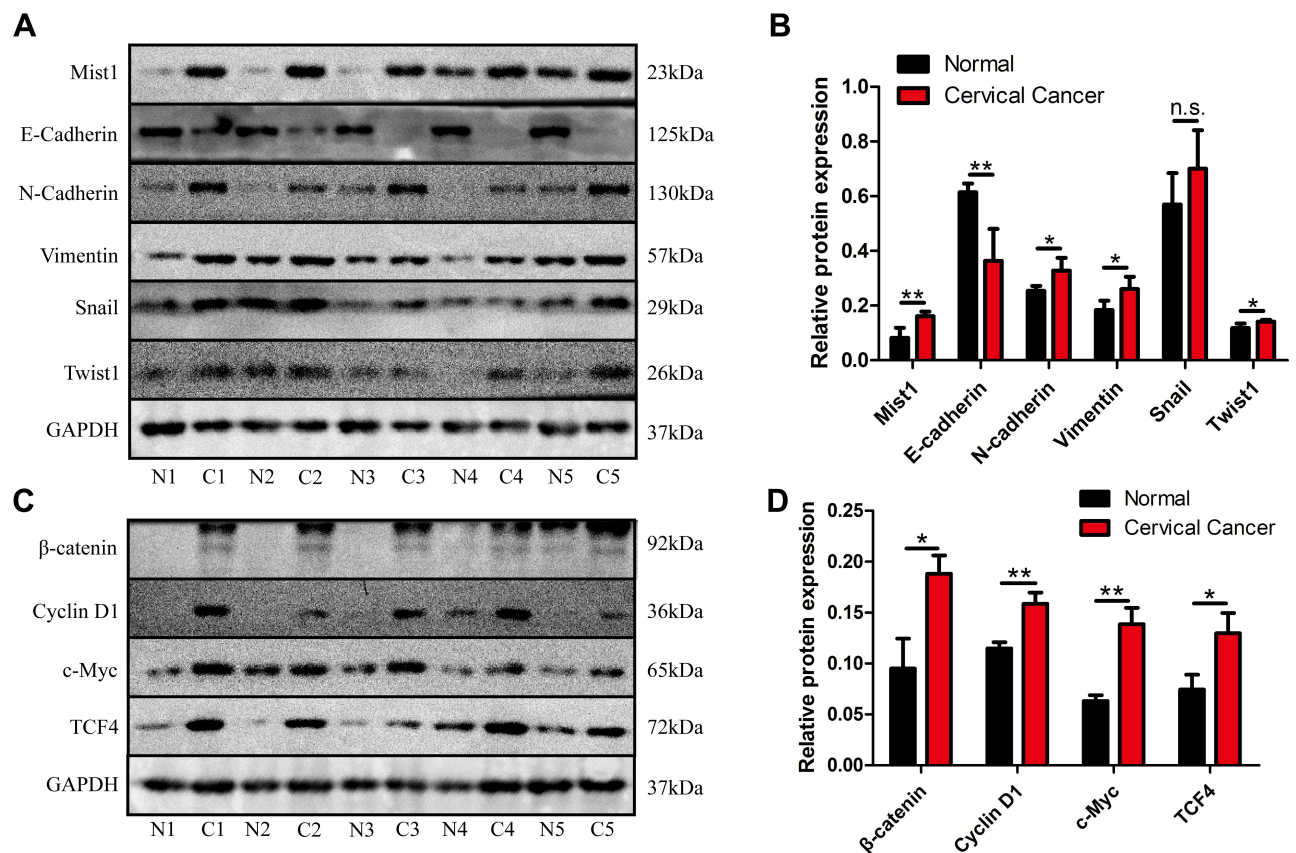 A
Mist1 23kDa
E-Cadherin 125kDa
N-Cadherin 130kDa
Vimentin 57kDa
Snail 29kDa
Twist1 26kDa
GAPDH 37kDa
N1 C1 N2 C2 N3 C3 N4 C4 N5 C5
B
Normal
Cervical Cancer
Relative protein expression
1.0
0.8
0.6
0.4
0.2
0.0
** ** * * n.s. *
Mist1 E-cadherin N-cadherin Vimentin Snail Twist1
C
β-catenin 92kDa
Cyclin D1 36kDa
c-Myc 65kDa
TCF4 72kDa
GAPDH 37kDa
N1 C1 N2 C2 N3 C3 N4 C4 N5 C5
D
Normal
Cervical Cancer
Relative protein expression
0.25
0.20
0.15
0.10
0.05
0.00
* ** ** *
β-catenin Cyclin D1 c-Myc TCF4